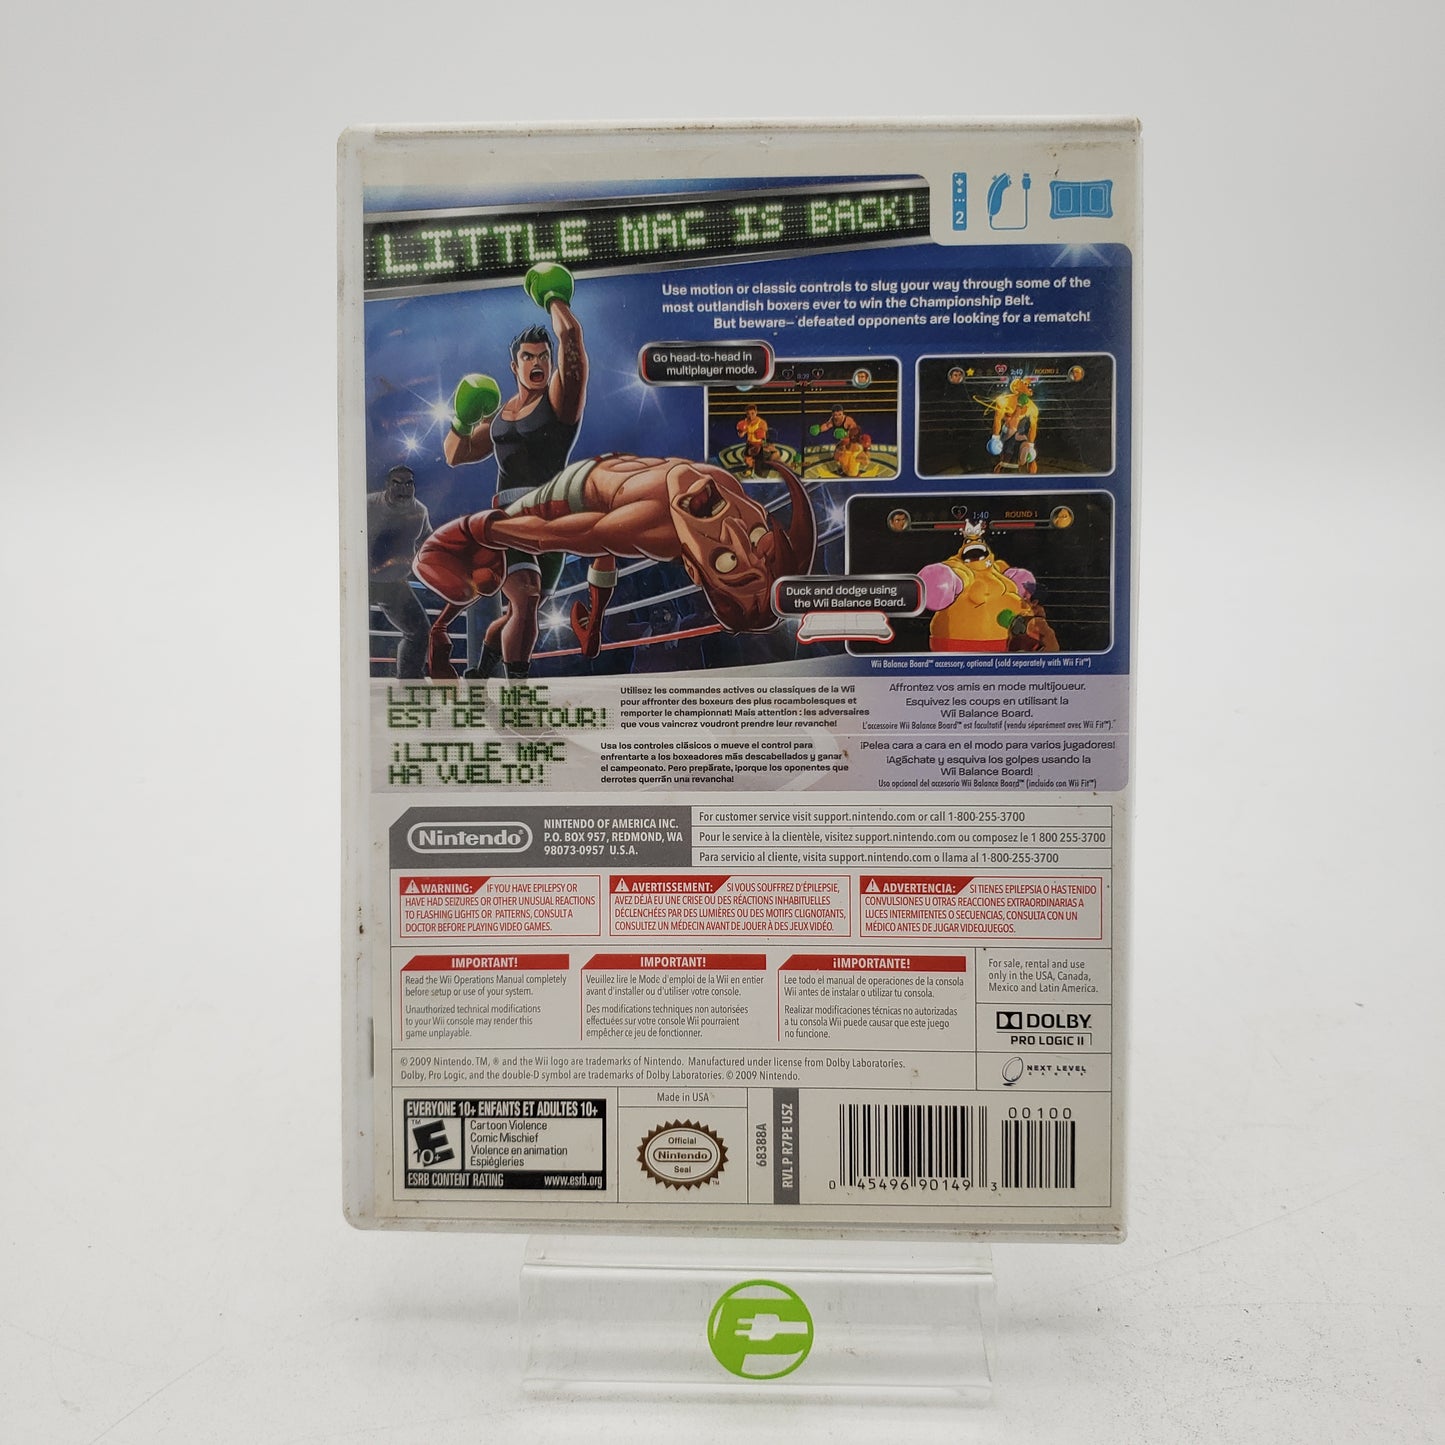 LITTLE MAC IS BACK!
2
Use motion or classic controls to slug your way through some of the
most outlandish boxers ever to win the Championship Belt.
But beware— defeated opponents are looking for a rematch!
Go head-to-head in
multiplayer mode.
0:39
2:40 ROUND 1
1:40 ROUND 1
Duck and dodge using
the Wii Balance Board.
Wii Balance Board™ accessory, optional (sold separately with Wii Fit™)
LITTLE MAC
EST DE RETOUR!
Utilisez les commandes actives ou classiques de la Wii
pour affronter des boxeurs des plus rocambolesques et
remporter le championnat! Mais attention : les adversaires
que vous vaincrez voudront prendre leur revanche!
Affrontez vos amis en mode multijoueur.
Esquivez les coups en utilisant la
Wii Balance Board.
L'accessoire Wii Balance Board™ est facultatif (vendu séparément avec Wii Fit™).
¡LITTLE MAC
HA VUELTO!
Usa los controles clásicos o mueve el control para
enfrentarte a los boxeadores más descabellados y ganar
el campeonato. Pero prepárate, ¡porque los oponentes que
derrotes querrán una revancha!
¡Pelea cara a cara en el modo para varios jugadores!
¡Agáchate y esquiva los golpes usando la
Wii Balance Board!
Uso opcional del accesorio Wii Balance Board™ (incluido con Wii Fit™)
Nintendo®
NINTENDO OF AMERICA INC.
P.O. BOX 957, REDMOND, WA
98073-0957 U.S.A.
For customer service visit support.nintendo.com or call 1-800-255-3700
Pour le service à la clientèle, visitez support.nintendo.com ou composez le 1 800 255-3700
Para servicio al cliente, visita support.nintendo.com o llama al 1-800-255-3700
WARNING: IF YOU HAVE EPILEPSY OR
HAVE HAD SEIZURES OR OTHER UNUSUAL REACTIONS
TO FLASHING LIGHTS OR PATTERNS, CONSULT A
DOCTOR BEFORE PLAYING VIDEO GAMES.
AVERTISSEMENT: SI VOUS SOUFFREZ D'ÉPILEPSIE,
AVEZ DÉJÀ EU UNE CRISE OU DES RÉACTIONS INHABITUELLES
DÉCLENCHÉES PAR DES LUMIÈRES OU DES MOTIFS CLIGNOTANTS,
CONSULTEZ UN MÉDECIN AVANT DE JOUER À DES JEUX VIDÉO.
ADVERTENCIA: SI TIENES EPILEPSIA O HAS TENIDO
CONVULSIONES U OTRAS REACCIONES EXTRAORDINARIAS A
LUCES INTERMITENTES O SECUENCIAS, CONSULTA CON UN
MÉDICO ANTES DE JUGAR VIDEOJUEGOS.
IMPORTANT!
Read the Wii Operations Manual completely
before setup or use of your system.
Unauthorized technical modifications
to your Wii console may render this
game unplayable.
IMPORTANT!
Veuillez lire le Mode d'emploi de la Wii en entier
avant d'installer ou d'utiliser votre console.
Des modifications techniques non autorisées
effectuées sur votre console Wii pourraient
empêcher ce jeu de fonctionner.
¡IMPORTANTE!
Lee todo el manual de operaciones de la consola
Wii antes de instalar o utilizar tu consola.
Realizar modificaciones técnicas no autorizadas
a tu consola Wii puede causar que este juego
no funcione.
For sale, rental and use
only in the USA, Canada,
Mexico and Latin America.
DOLBY
PRO LOGIC II
NEXT LEVEL
GAMES
© 2009 Nintendo. TM, ® and the Wii logo are trademarks of Nintendo. Manufactured under license from Dolby Laboratories.
Dolby, Pro Logic, and the double-D symbol are trademarks of Dolby Laboratories. © 2009 Nintendo.
EVERYONE 10+ ENFANTS ET ADULTES 10+
E
10+
Cartoon Violence
Comic Mischief
Violence en animation
Espiègleries
ESRB CONTENT RATING www.esrb.org
Made in USA
Official
Nintendo
Seal
68388A
RVL P R7PE USZ
0 45496 90149 3
00100